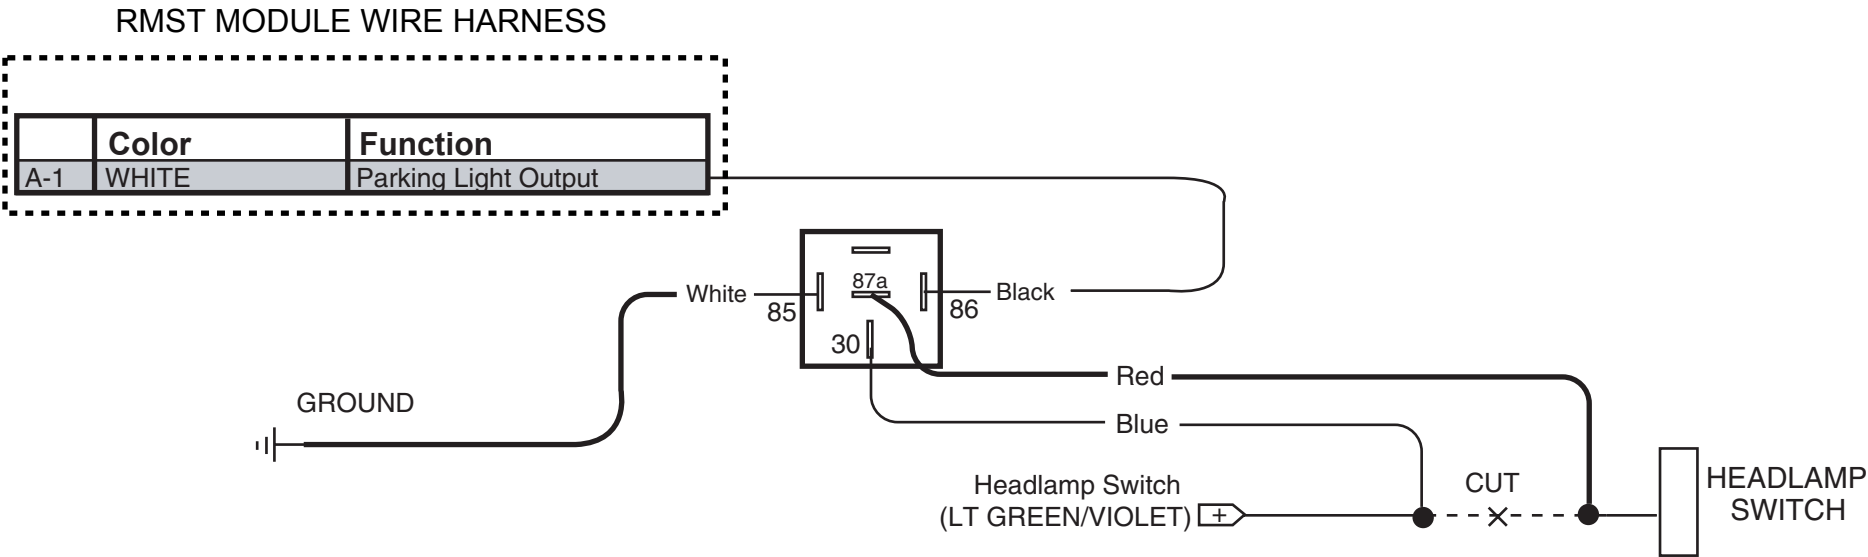 RMST MODULE WIRE HARNESS
Color Function
A-1 WHITE Parking Light Output
87a
White
85
86
Black
30
Red
GROUND
Blue
Headlamp Switch
(LT GREEN/VIOLET) +
CUT
HEADLAMP
SWITCH